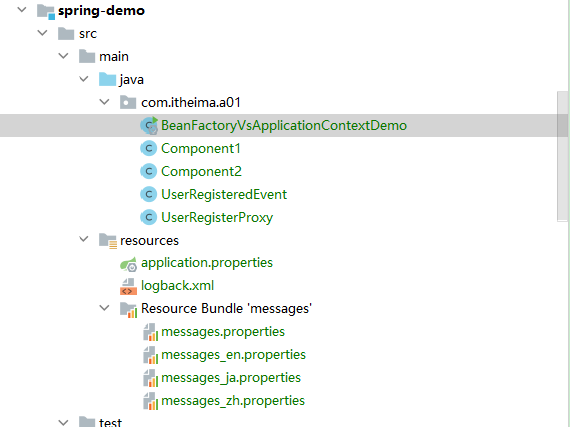 spring-demo
src
main
java
com.itheima.a01
BeanFactoryVsApplicationContextDemo
Component1
Component2
UserRegisteredEvent
UserRegisterProxy
resources
application.properties
logback.xml
Resource Bundle 'messages'
messages.properties
messages_en.properties
messages_ja.properties
messages_zh.properties
test